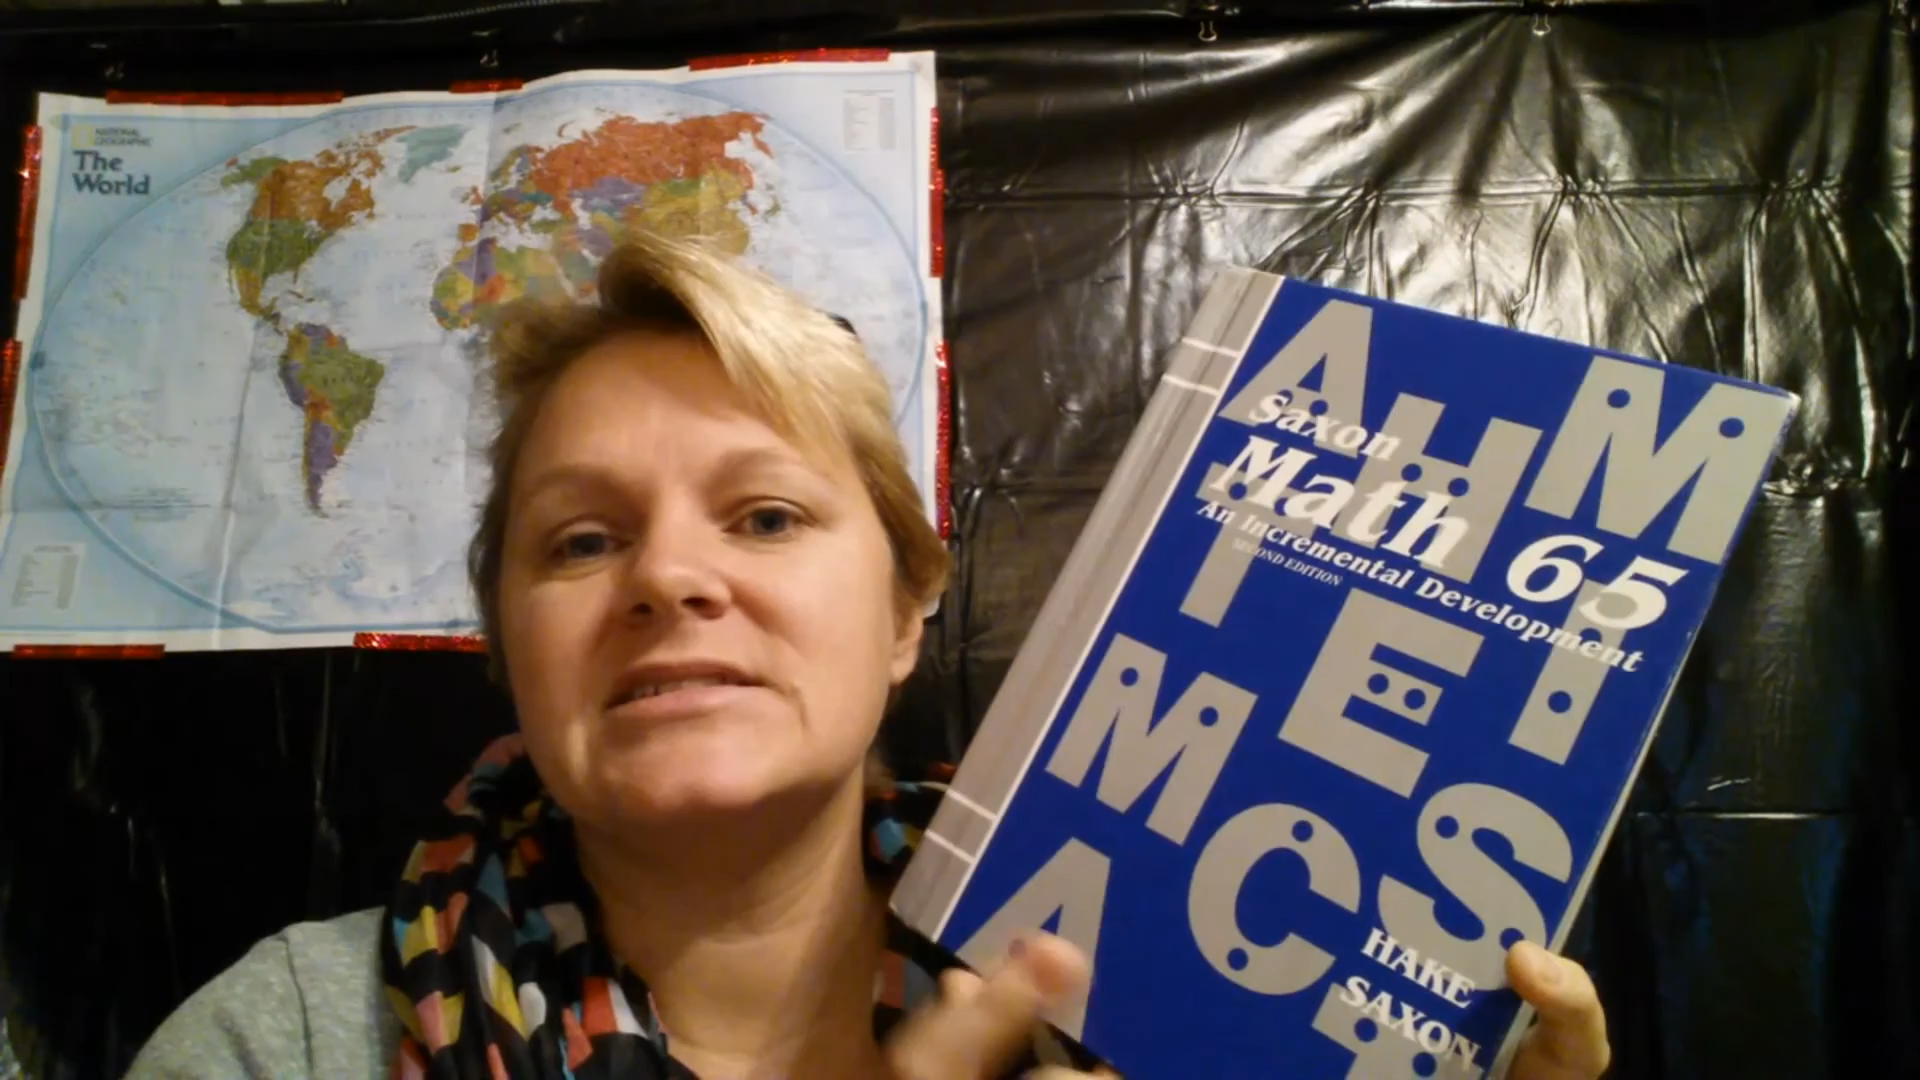 NATIONAL
GEOGRAPHIC
The
World
saxon
Math 65
An Incremental Development
SECOND EDITION
HAKE
SAXON